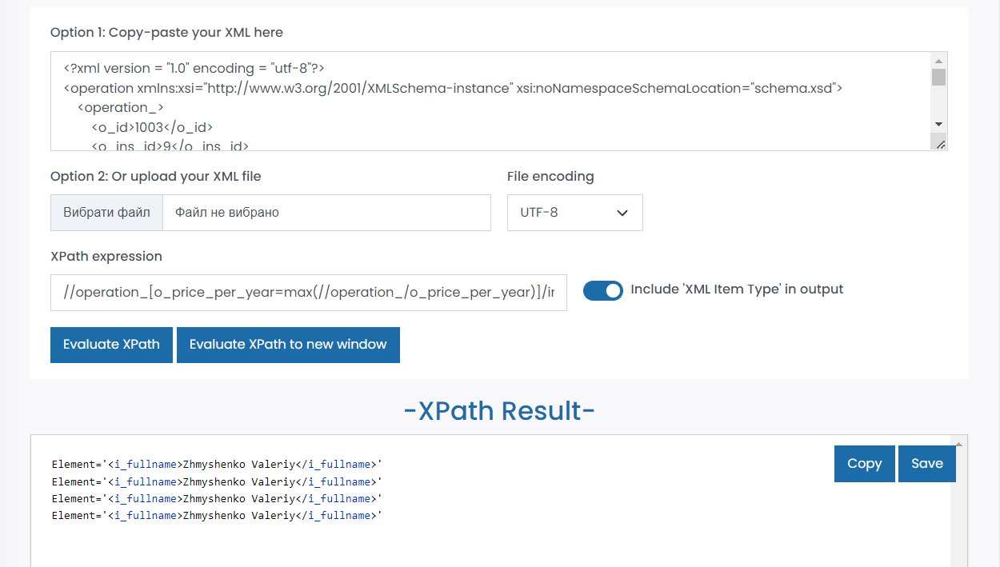 Option 1: Copy-paste your XML here
<?xml version = "1.0" encoding = "utf-8"?>
<operation xmlns:xsi="http://www.w3.org/2001/XMLSchema-instance" xsi:noNamespaceSchemaLocation="schema.xsd">
<operation_>
<o_id>1003</o_id>
<o_ins_id>9</o_ins_id>
Option 2: Or upload your XML file
File encoding
Вибрати файл Файл не вибрано
UTF-8
XPath expression
//operation_[o_price_per_year=max(//operation_/o_price_per_year)]/ir
Include 'XML Item Type' in output
Evaluate XPath
Evaluate XPath to new window
-XPath Result-
Copy
Save
Element='<i_fullname>Zhmyshenko Valeriy</i_fullname>'
Element='<i_fullname>Zhmyshenko Valeriy</i_fullname>'
Element='<i_fullname>Zhmyshenko Valeriy</i_fullname>'
Element='<i_fullname>Zhmyshenko Valeriy</i_fullname>'